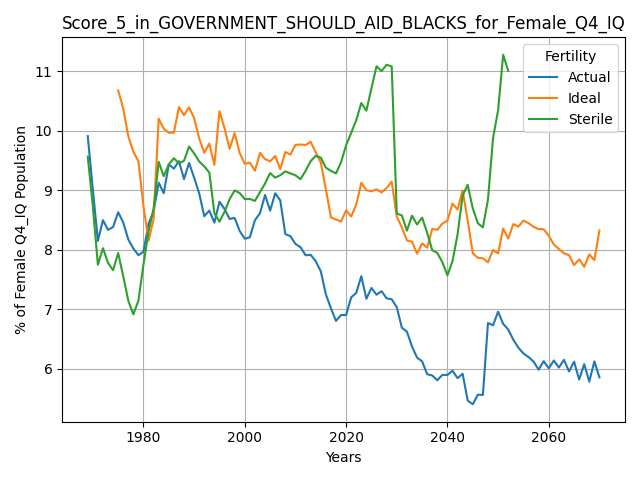 Score_5_in_GOVERNMENT_SHOULD_AID_BLACKS_for_Female_Q4_IQ
Fertility
Actual
Ideal
Sterile
% of Female Q4_IQ Population
11
10
9
8
7
6
1980
2000
2020
2040
2060
Years